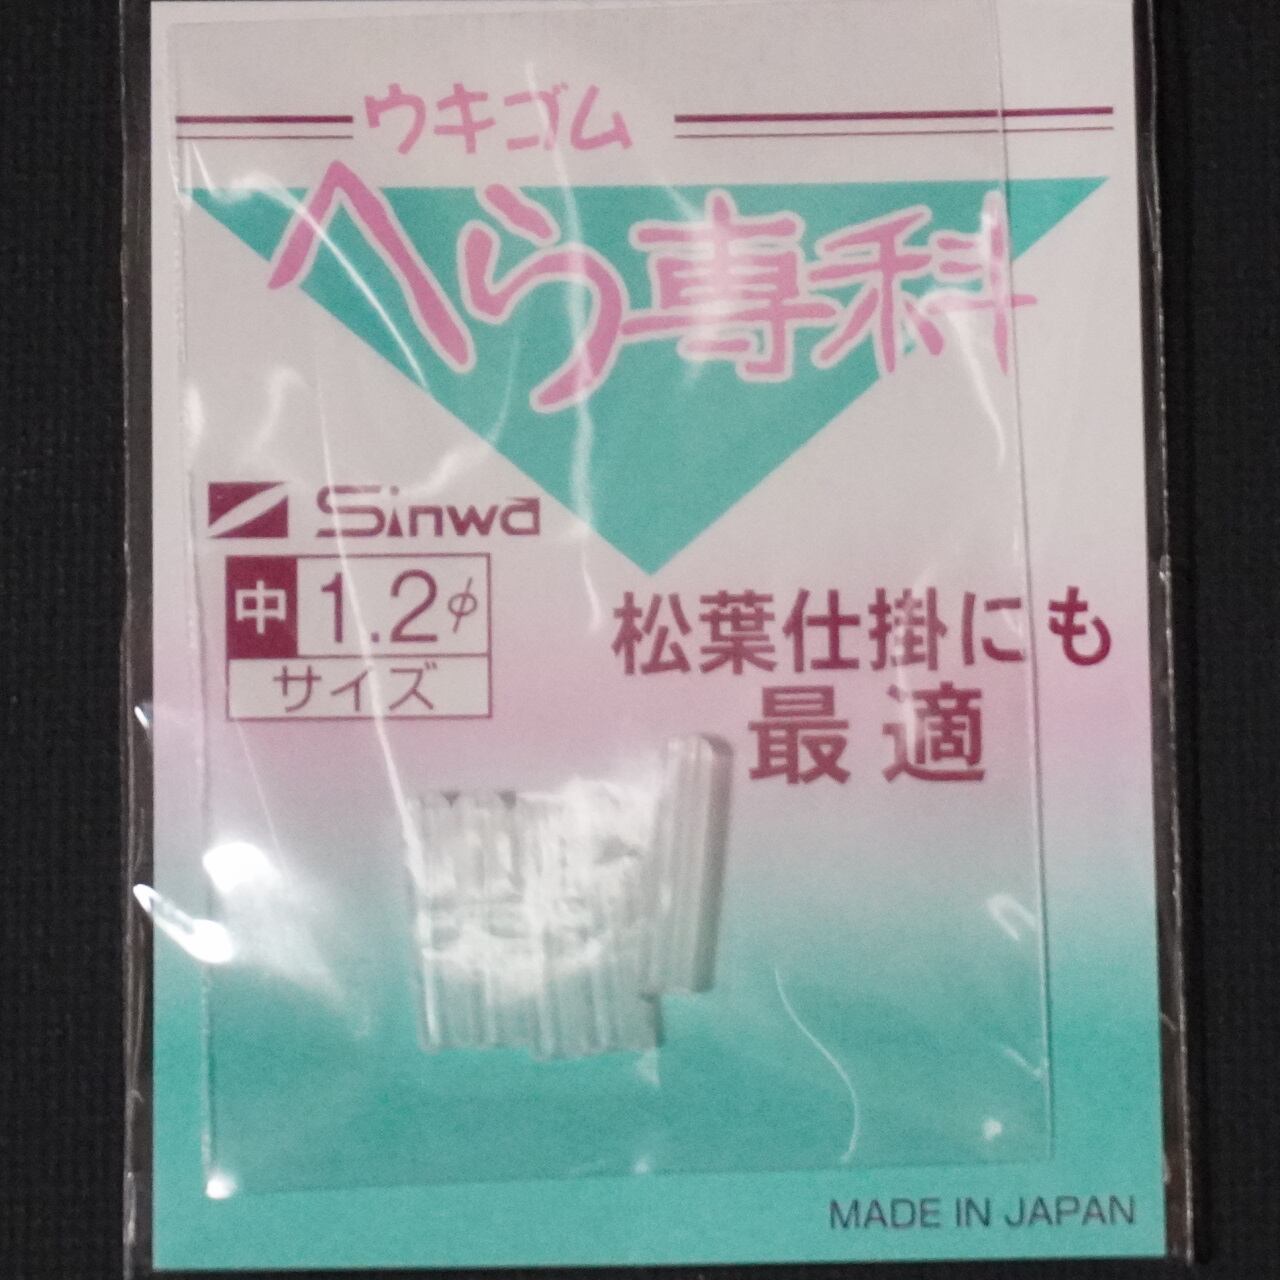 ウキゴム
へら専科
Sinwa
中 1.2φ
サイズ
松葉仕掛にも
最適
MADE IN JAPAN